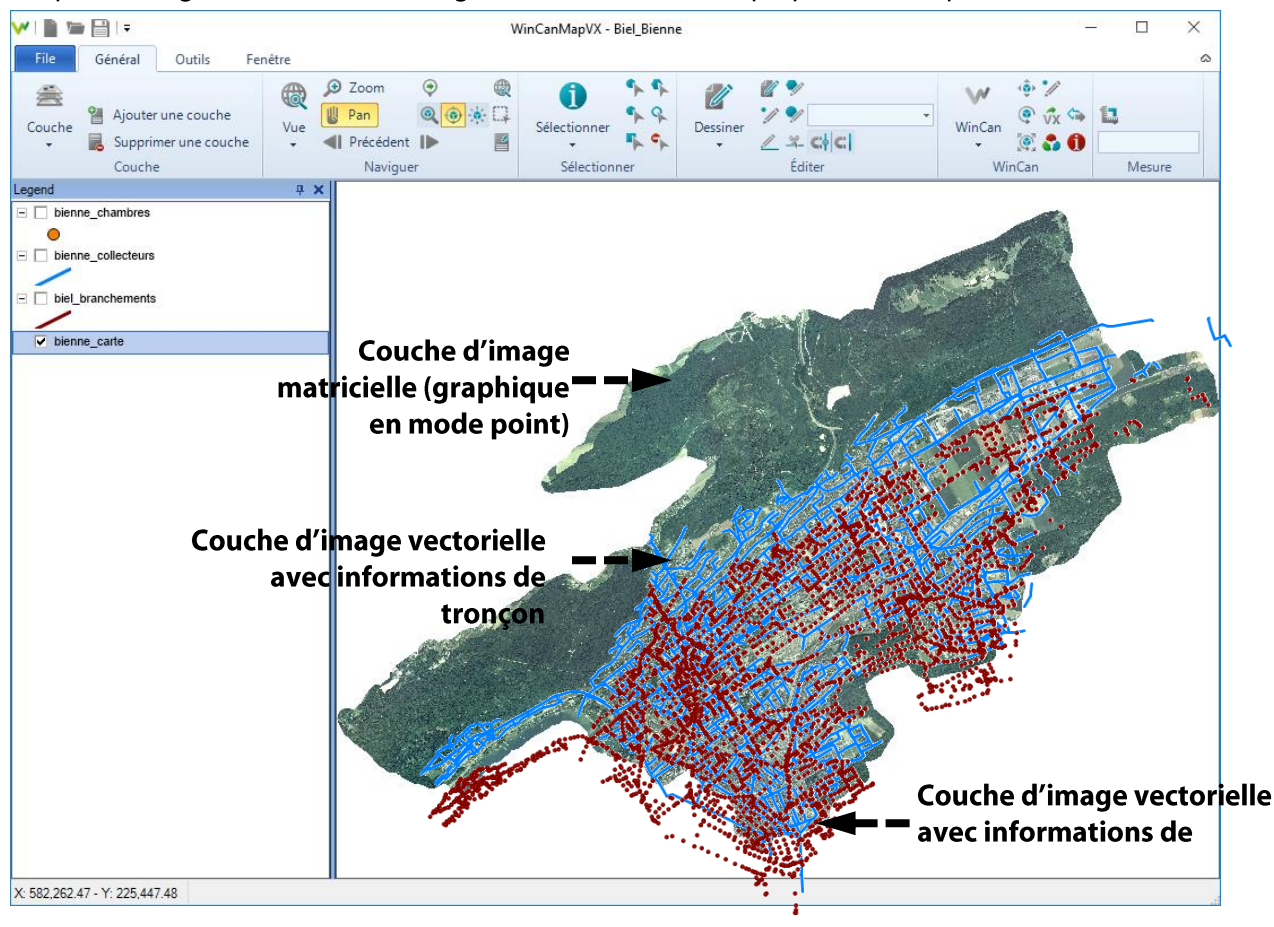 WinCanMapVX - Biel_Bienne
File Général Outils Fenêtre
Couche
Ajouter une couche
Supprimer une couche
Couche
Vue
Zoom
Pan
Précédent
Naviguer
Sélectionner
Sélectionner
Dessiner
Éditer
WinCan
VX
WinCan
Mesure
Legend
bienne_chambres
bienne_collecteurs
biel_branchements
bienne_carte
Couche d’image
matricielle (graphique
en mode point)
Couche d’image vectorielle
avec informations de
tronçon
Couche d’image vectorielle
avec informations de
X: 582,262.47 - Y: 225,447.48